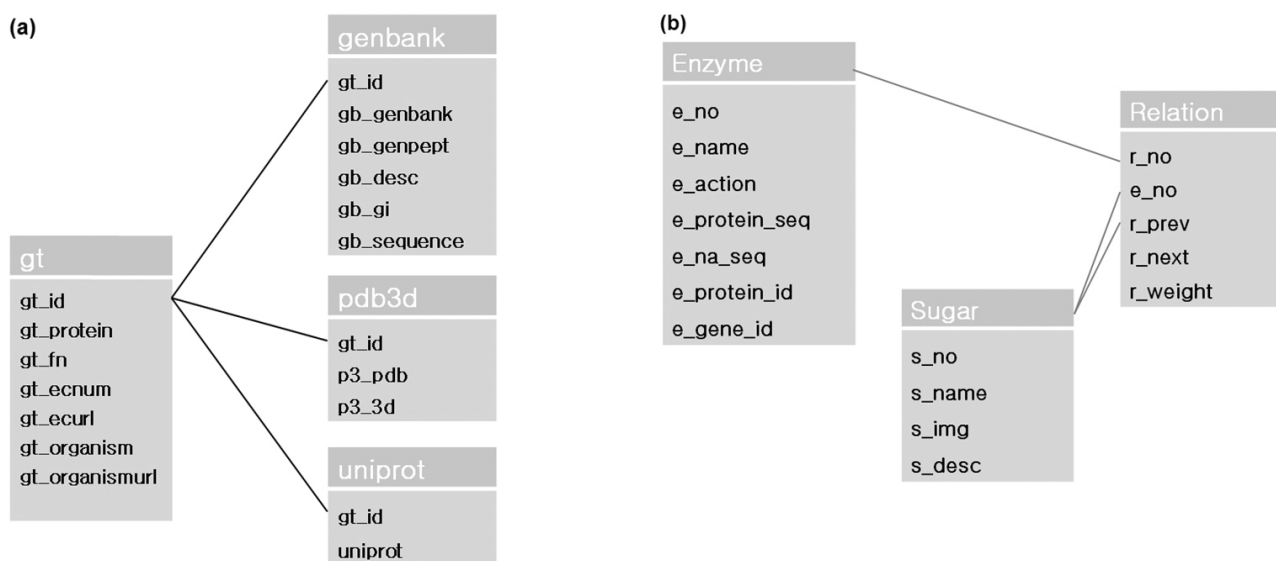 (a)
genbank
gt_id
gb_genbank
gb_genpept
gb_desc
gb_gi
gb_sequence
gt
gt_id
gt_protein
gt_fn
gt_ecnum
gt_ecurl
gt_organism
gt_organismurl
pdb3d
gt_id
p3_pdb
p3_3d
uniprot
gt_id
uniprot
(b)
Enzyme
e_no
e_name
e_action
e_protein_seq
e_na_seq
e_protein_id
e_gene_id
Relation
r_no
e_no
r_prev
r_next
r_weight
Sugar
s_no
s_name
s_img
s_desc